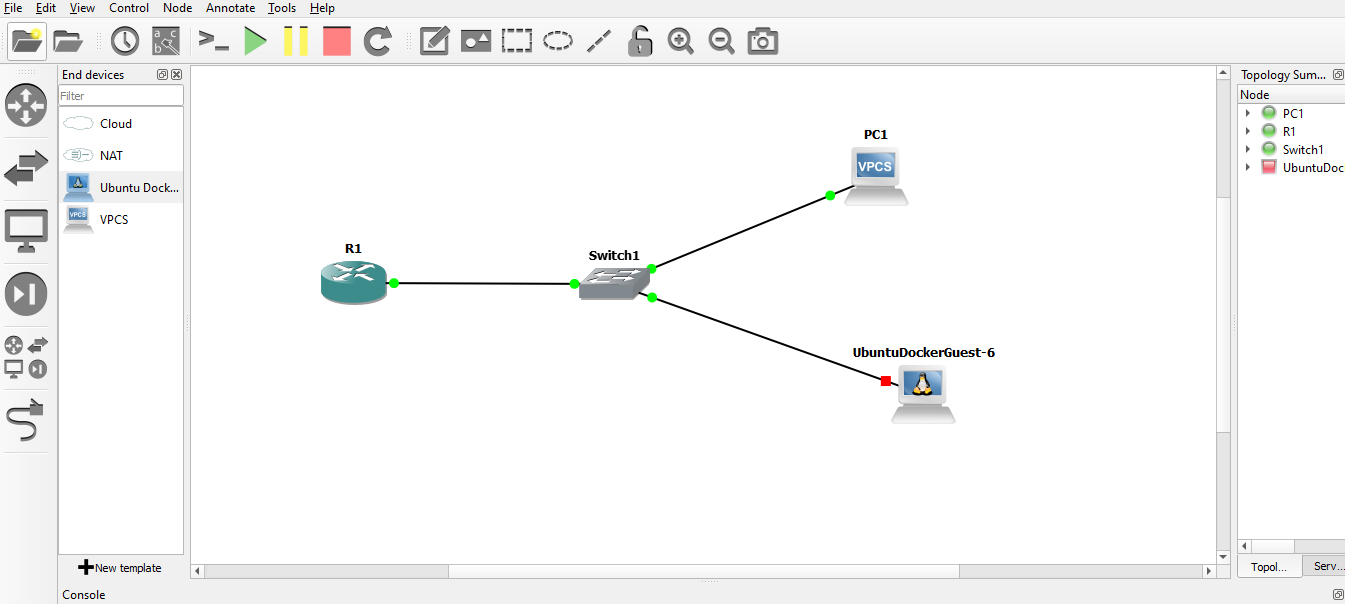 File Edit View Control Node Annotate Tools Help
End devices
Filter
Cloud
NAT
Ubuntu Dock...
VPCS
New template
Console
PC1
VPCS
R1
Switch1
UbuntuDockerGuest-6
Topology Sum...
Node
PC1
R1
Switch1
UbuntuDoc
Topol...
Serv...